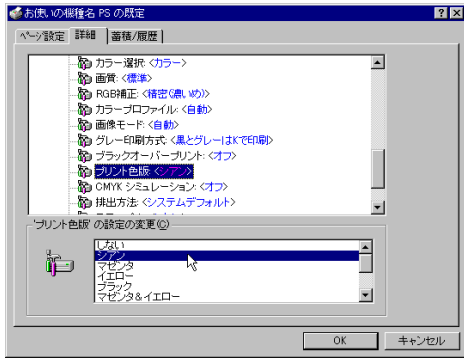 お使いの機種名 PS の既定
ページ設定 詳細 蓄積/履歴
カラー選択: <カラー>
画質: <標準>
RGB補正: <精密(濃いめ)>
カラープロファイル: <自動>
画像モード: <自動>
グレー印刷方式: <黒とグレーはKで印刷>
ブラックオーバープリント: <オフ>
プリント色版: <シアン>
CMYK シミュレーション: <オフ>
排出方法: <システムデフォルト>
'プリント色版' の設定の変更(C)
しない
シアン
マゼンタ
イエロー
ブラック
マゼンタ&イエロー
OK キャンセル